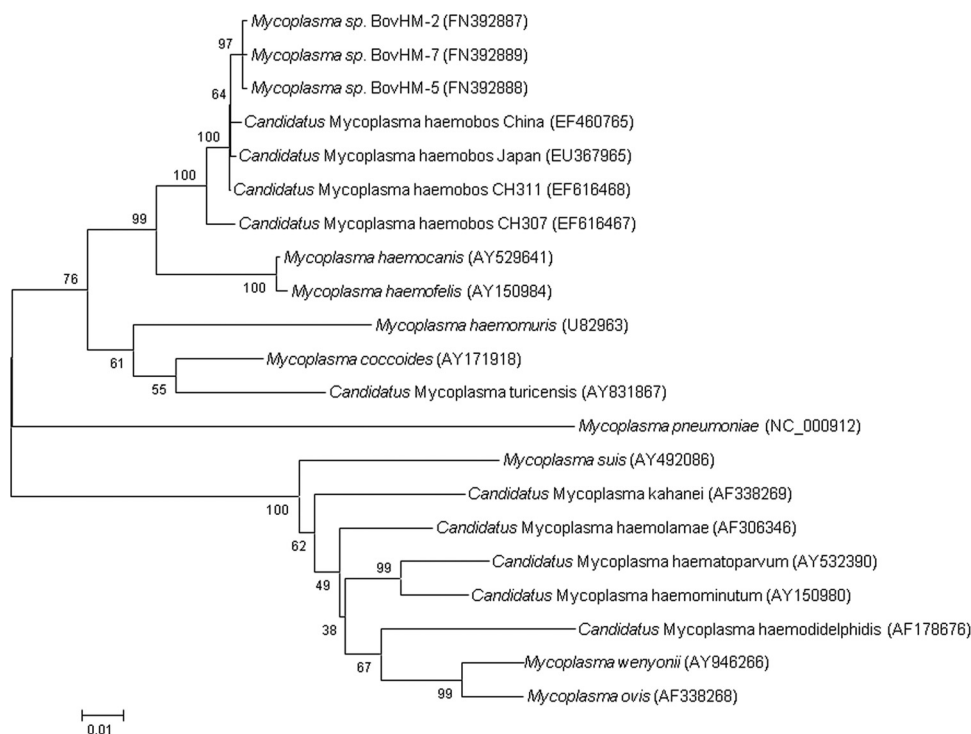 Mycoplasma sp. BovHM-2 (FN392887)
97
Mycoplasma sp. BovHM-7 (FN392889)
Mycoplasma sp. BovHM-5 (FN392888)
64
Candidatus Mycoplasma haemobos China (EF460765)
100
Candidatus Mycoplasma haemobos Japan (EU367965)
100
Candidatus Mycoplasma haemobos CH311 (EF616468)
99
Candidatus Mycoplasma haemobos CH307 (EF616467)
Mycoplasma haemocanis (AY529641)
76
100
Mycoplasma haemofelis (AY150984)
Mycoplasma haemomuris (U82963)
61
Mycoplasma coccoides (AY171918)
55
Candidatus Mycoplasma turicensis (AY831867)
Mycoplasma pneumoniae (NC_000912)
Mycoplasma suis (AY492086)
100
Candidatus Mycoplasma kahanei (AF338269)
62
Candidatus Mycoplasma haemolamae (AF306346)
49
Candidatus Mycoplasma haematoparvum (AY532390)
99
Candidatus Mycoplasma haemominutum (AY150980)
38
Candidatus Mycoplasma haemodidelphidis (AF178676)
67
Mycoplasma wenyonii (AY946266)
99
Mycoplasma ovis (AF338268)
0.01